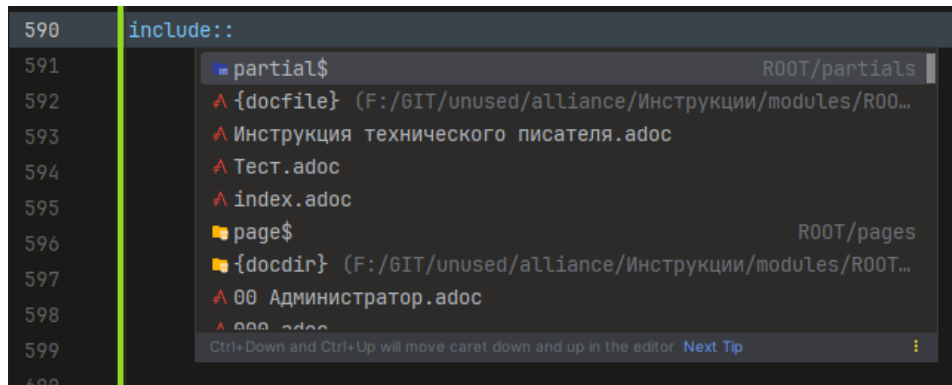 590 include::
591 partial$ ROOT/partials
592 {docfile} (F:/GIT/unused/alliance/Инструкции/modules/ROO…
593 Инструкция технического писателя.adoc
594 Тест.adoc
595 index.adoc
596 page$ ROOT/pages
597 {docdir} (F:/GIT/unused/alliance/Инструкции/modules/ROOT…
598 00 Администратор.adoc
000.adoc
599 Ctrl+Down and Ctrl+Up will move caret down and up in the editor Next Tip
600